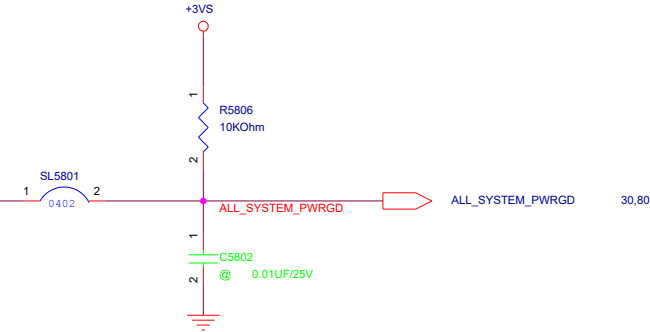 +3VS
1
R5806
10KOhm
2
SL5801
1 2
0402
ALL_SYSTEM_PWRGD
ALL_SYSTEM_PWRGD 30,80
1
C5802
@ 0.01UF/25V
2